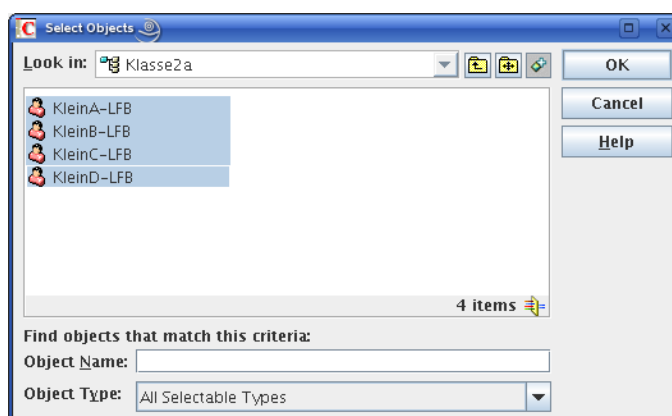 Select Objects
Look in: Klasse2a
OK
KleinA-LFB
KleinB-LFB
KleinC-LFB
KleinD-LFB
Cancel
Help
4 items
Find objects that match this criteria:
Object Name:
Object Type: All Selectable Types